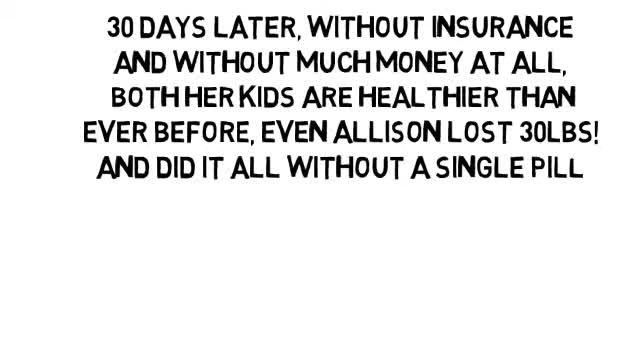 30 DAYS LATER, WITHOUT INSURANCE
AND WITHOUT MUCH MONEY AT ALL,
BOTH HER KIDS ARE HEALTHIER THAN
EVER BEFORE, EVEN ALLISON LOST 30LBS!
AND DID IT ALL WITHOUT A SINGLE PILL